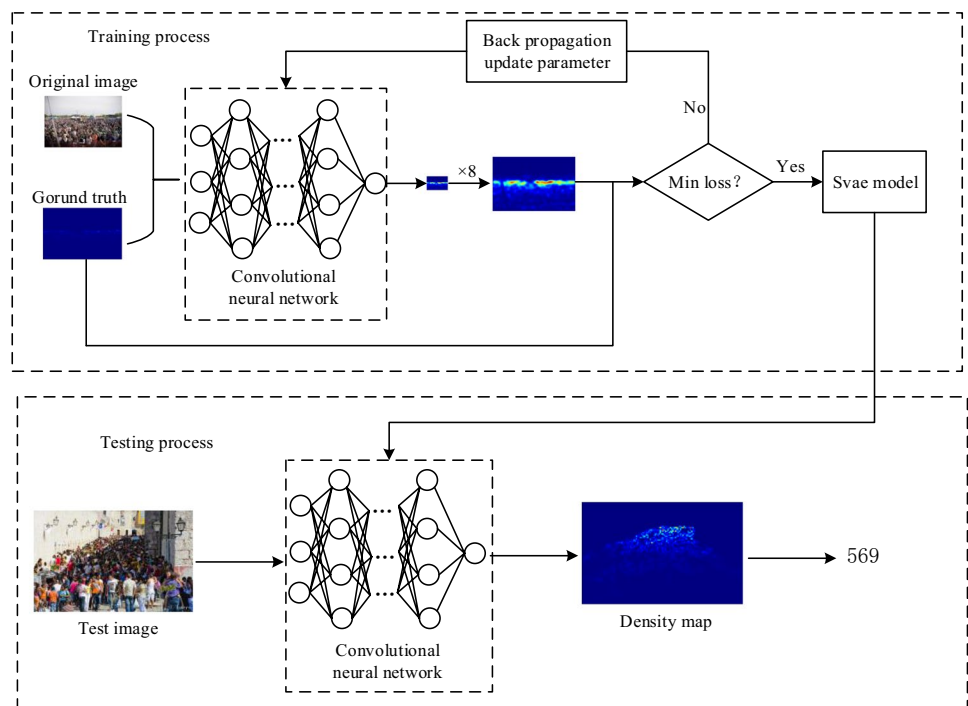 Training process
Back propagation
update parameter
Original image
No
×8
Min loss?
Yes
Svae model
Gorund truth
...
...
...
Convolutional
neural network
Testing process
...
...
...
569
Test image
Density map
Convolutional
neural network